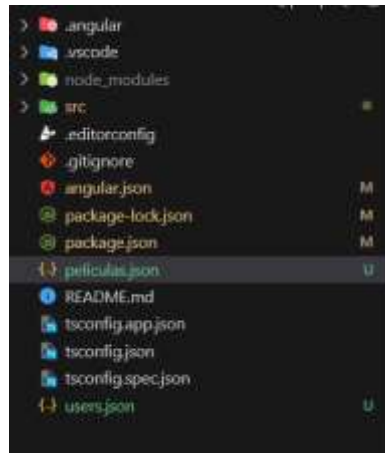 .angular
.vscode
node_modules
src
.editorconfig
.gitignore
angular.json M
package-lock.json M
package.json M
peliculas.json U
README.md
tsconfig.app.json
tsconfig.json
tsconfig.spec.json
users.json U